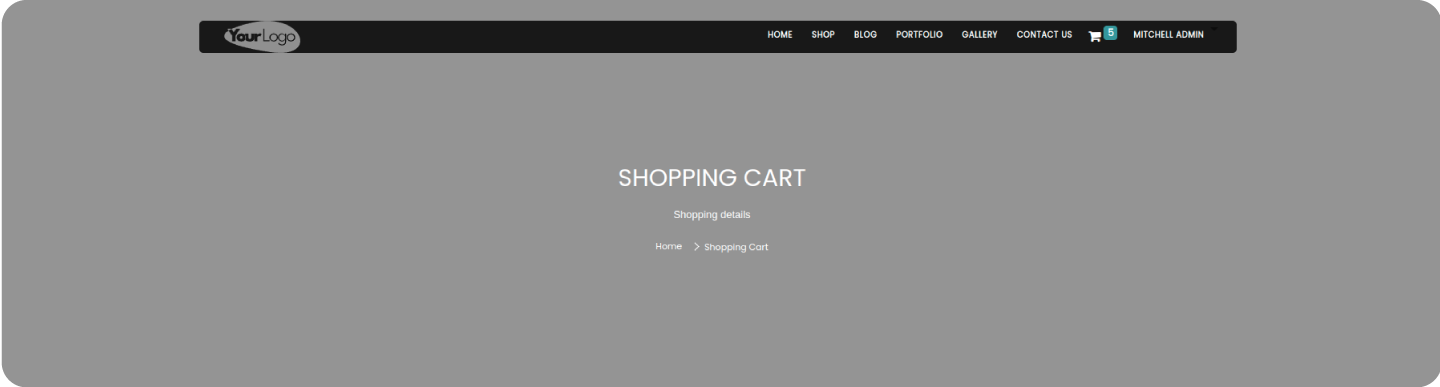 YourLogo HOME SHOP BLOG PORTFOLIO GALLERY CONTACT US 5 MITCHELL ADMIN
SHOPPING CART
Shopping details
Home > Shopping Cart